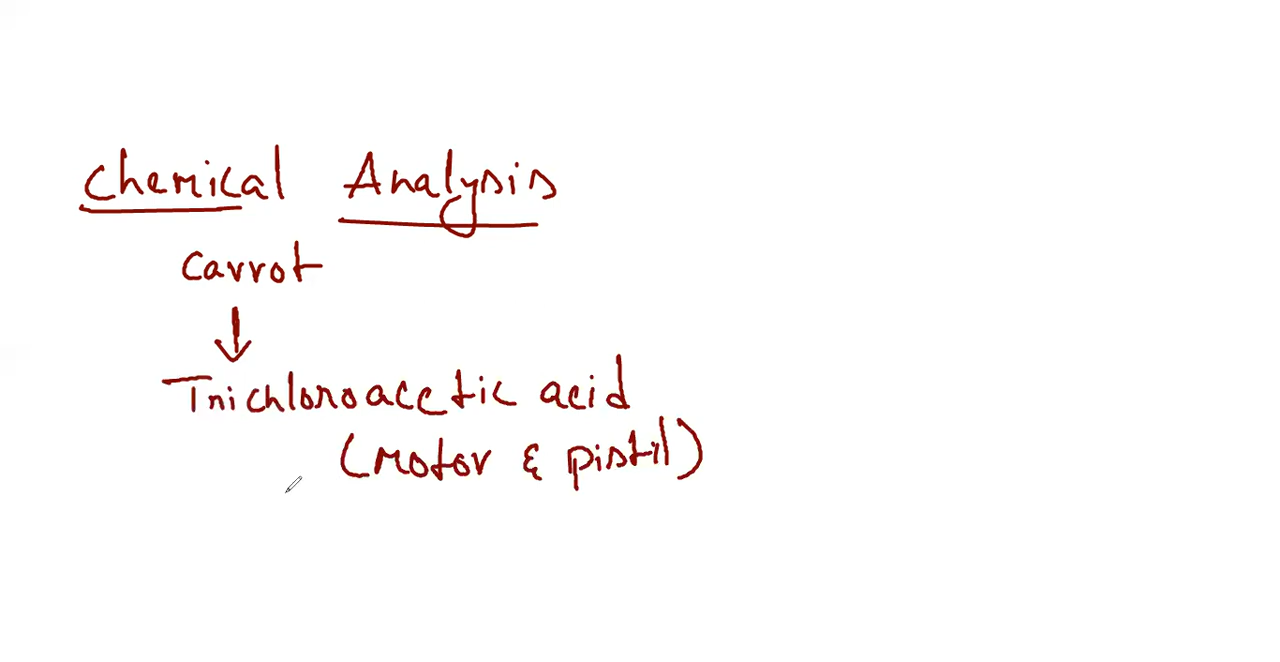 Chemical Analysis
Carrot
Trichloroacetic acid
(Motor & pistil)